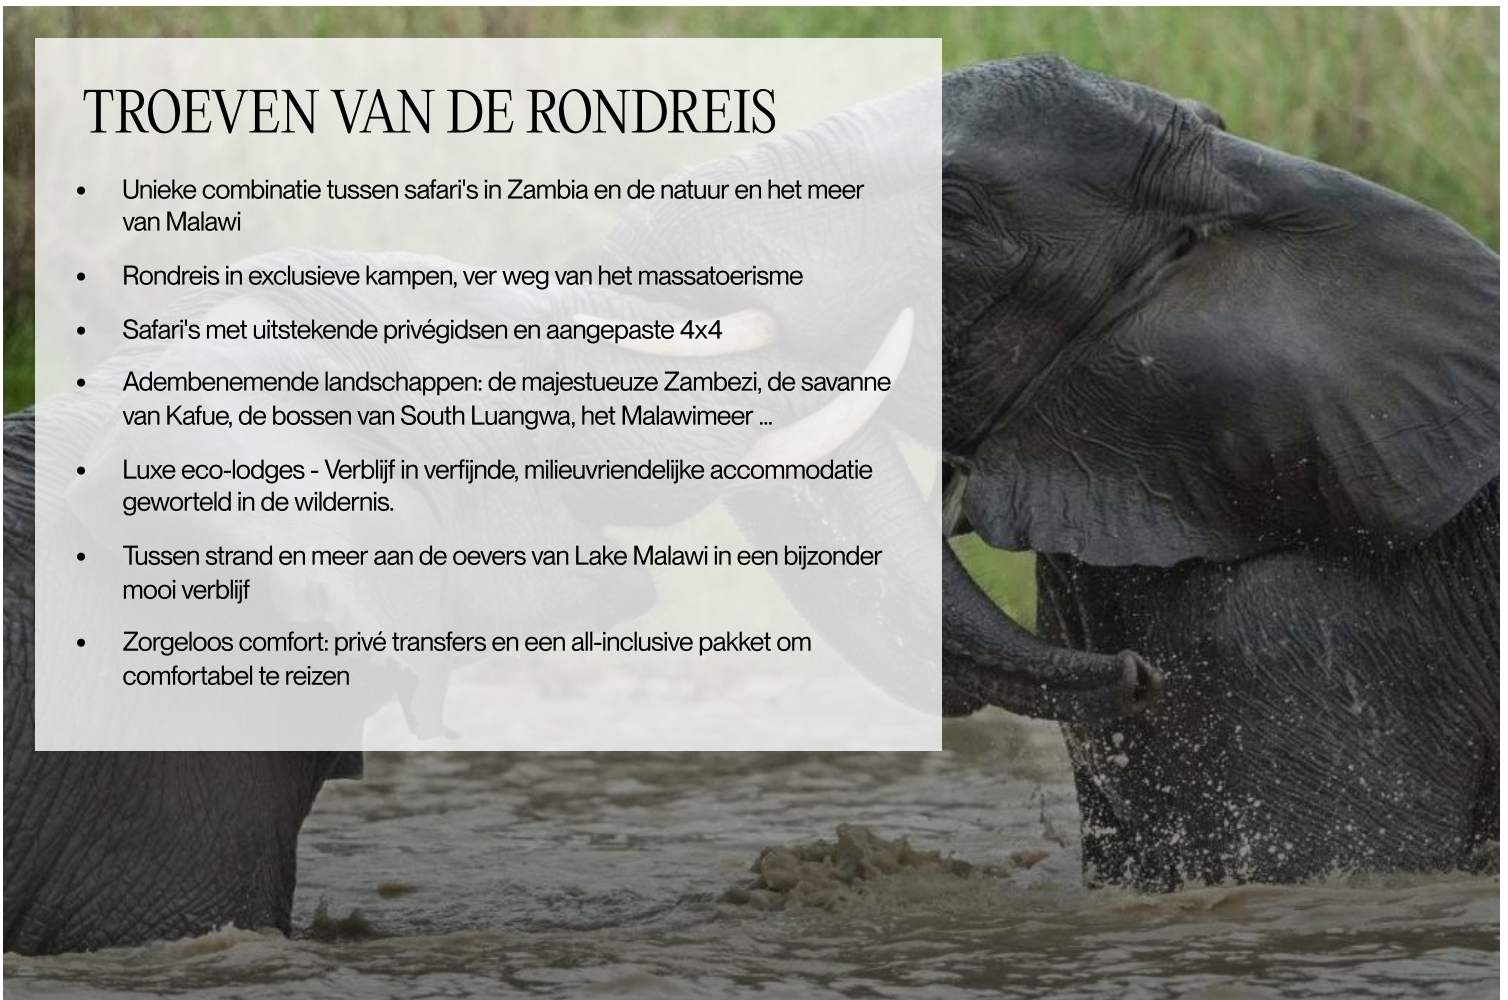 TROEVEN VAN DE RONDREIS
• Unieke combinatie tussen safari's in Zambia en de natuur en het meer
van Malawi
• Rondreis in exclusieve kampen, ver weg van het massatoerisme
• Safari's met uitstekende privégidsen en aangepaste 4x4
• Adembenemende landschappen: de majestueuze Zambezi, de savanne
van Kafue, de bossen van South Luangwa, het Malawimeer ...
• Luxe eco-lodges - Verblijf in verfijnde, milieuvriendelijke accommodatie
geworteld in de wildernis.
• Tussen strand en meer aan de oevers van Lake Malawi in een bijzonder
mooi verblijf
• Zorgeloos comfort: privé transfers en een all-inclusive pakket om
comfortabel te reizen